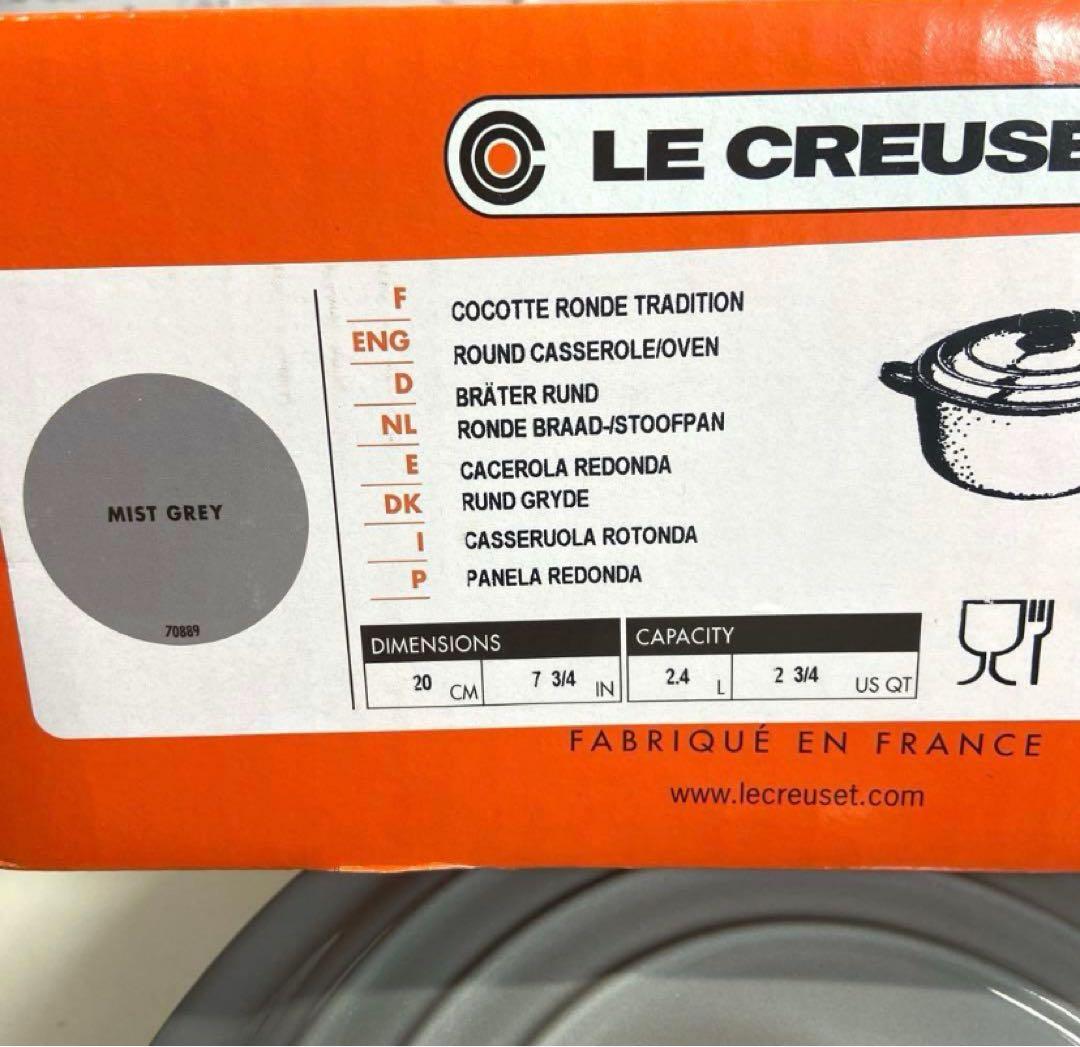 LE CREUSE
F COCOTTE RONDE TRADITION
ENG ROUND CASSEROLE/OVEN
D BRÄTER RUND
NL RONDE BRAAD-/STOOFPAN
E CACEROLA REDONDA
DK RUND GRYDE
I CASSERUOLA ROTONDA
P PANELA REDONDA
MIST GREY
70889
DIMENSIONS CAPACITY
20 CM 7 3/4 IN 2.4 L 2 3/4 US QT
FABRIQUÉ EN FRANCE
www.lecreuset.com